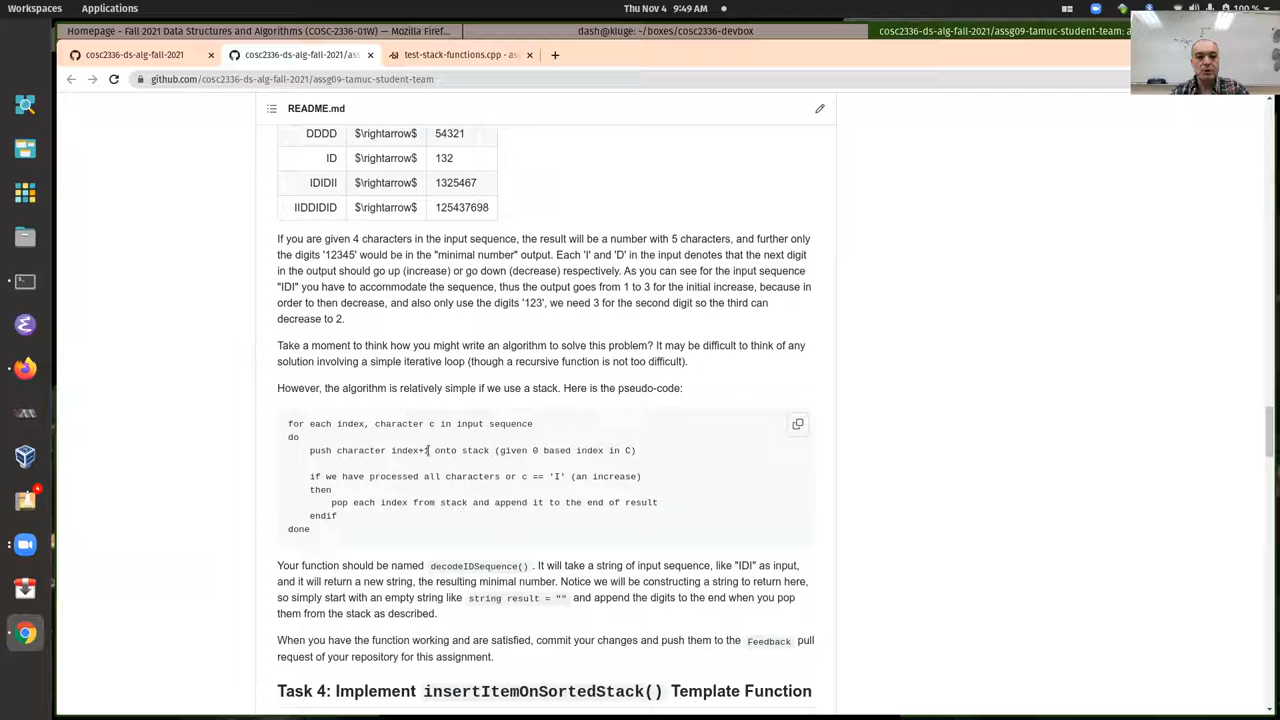 Workspaces Applications Thu Nov 4 9:49 AM 100 %
Homepage - Fall 2021 Data Structures and Algorithms (COSC-2336-01W) — Mozilla Firef... dash@kluge: ~/boxes/cosc2336-devbox cosc2336-ds-alg-fall-2021/assg09-tamuc-student-team:
cosc2336-ds-alg-fall-2021 × cosc2336-ds-alg-fall-2021/ass × test-stack-functions.cpp - as × +
github.com/cosc2336-ds-alg-fall-2021/assg09-tamuc-student-team
README.md
DDDD $\rightarrow$ 54321
ID $\rightarrow$ 132
IDIDII $\rightarrow$ 1325467
IIDDIDID $\rightarrow$ 125437698
If you are given 4 characters in the input sequence, the result will be a number with 5 characters, and further only
the digits '12345' would be in the "minimal number" output. Each 'I' and 'D' in the input denotes that the next digit
in the output should go up (increase) or go down (decrease) respectively. As you can see for the input sequence
"IDI" you have to accommodate the sequence, thus the output goes from 1 to 3 for the initial increase, because in
order to then decrease, and also only use the digits '123', we need 3 for the second digit so the third can
decrease to 2.
Take a moment to think how you might write an algorithm to solve this problem? It may be difficult to think of any
solution involving a simple iterative loop (though a recursive function is not too difficult).
However, the algorithm is relatively simple if we use a stack. Here is the pseudo-code:
for each index, character c in input sequence
do
push character index+1 onto stack (given 0 based index in C)
if we have processed all characters or c == 'I' (an increase)
then
pop each index from stack and append it to the end of result
endif
done
Your function should be named decodeIDSequence() . It will take a string of input sequence, like "IDI" as input,
and it will return a new string, the resulting minimal number. Notice we will be constructing a string to return here,
so simply start with an empty string like string result = "" and append the digits to the end when you pop
them from the stack as described.
When you have the function working and are satisfied, commit your changes and push them to the Feedback pull
request of your repository for this assignment.
Task 4: Implement insertItemOnSortedStack() Template Function
4